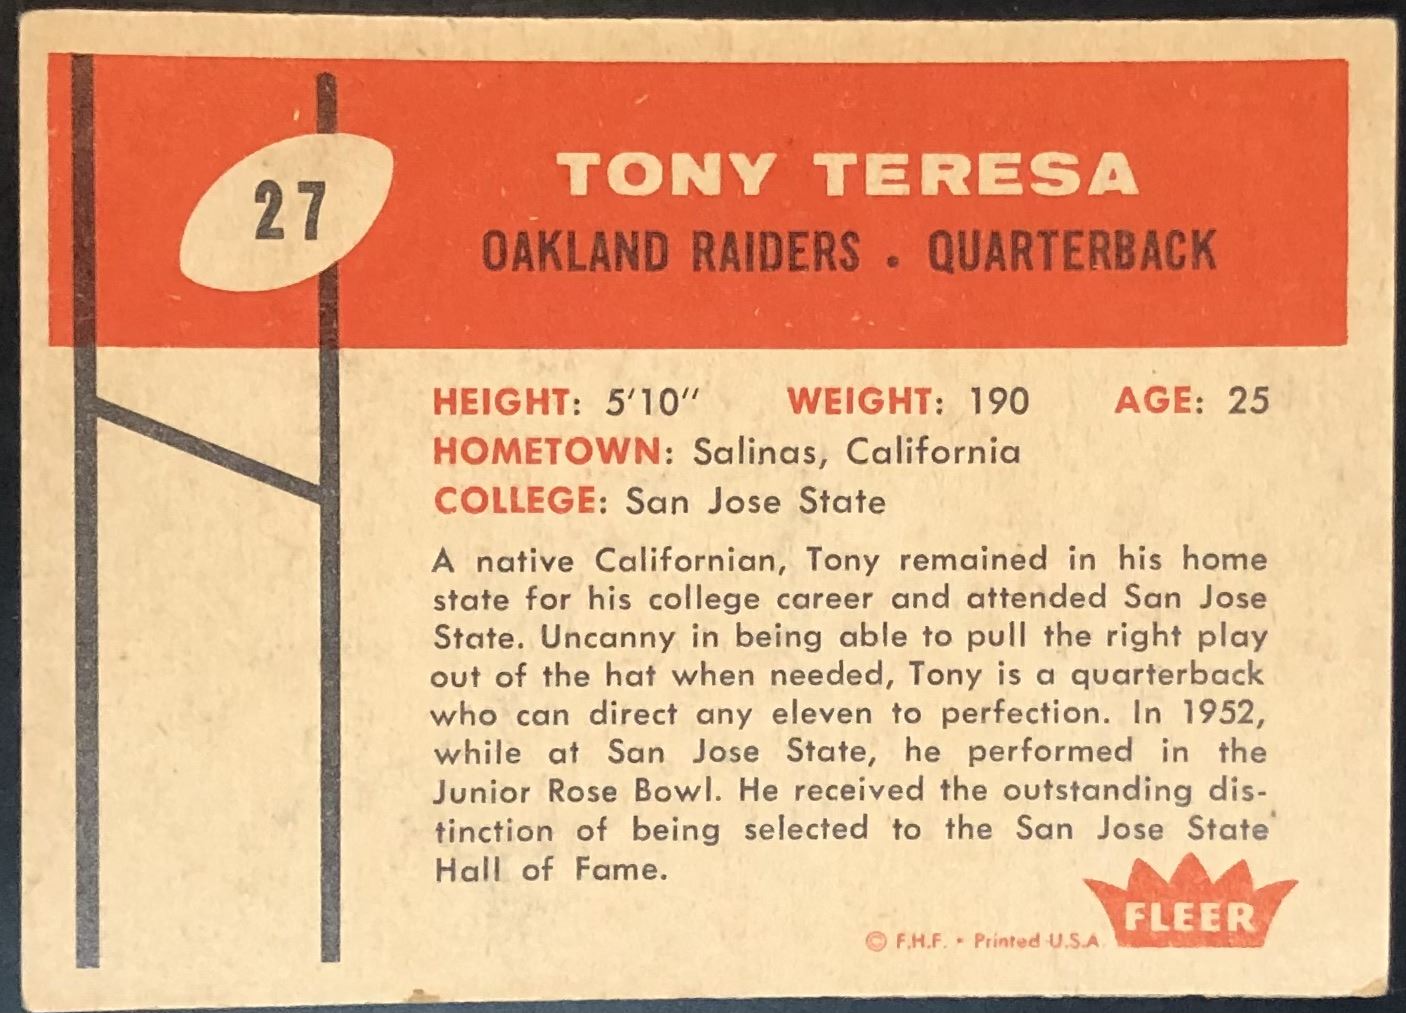 27
TONY TERESA
OAKLAND RAIDERS • QUARTERBACK
HEIGHT: 5'10" WEIGHT: 190 AGE: 25
HOMETOWN: Salinas, California
COLLEGE: San Jose State
A native Californian, Tony remained in his home
state for his college career and attended San Jose
State. Uncanny in being able to pull the right play
out of the hat when needed, Tony is a quarterback
who can direct any eleven to perfection. In 1952,
while at San Jose State, he performed in the
Junior Rose Bowl. He received the outstanding dis-
tinction of being selected to the San Jose State
Hall of Fame.
FLEER
© F.H.F. • Printed U.S.A.